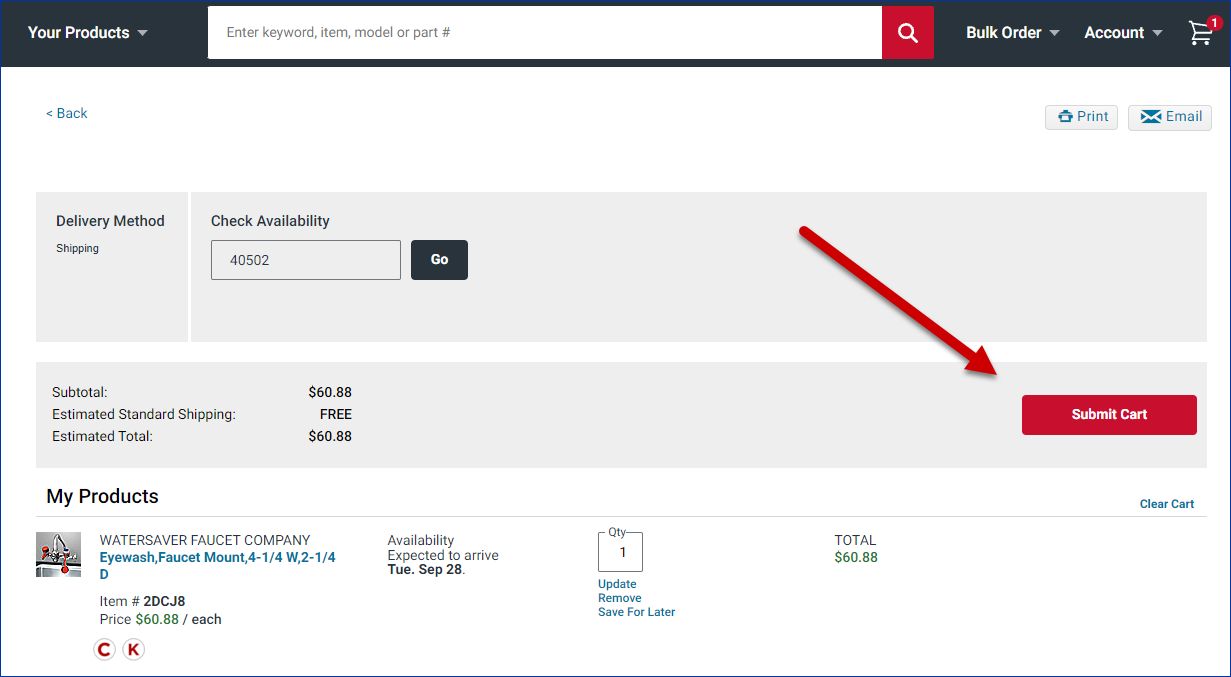 Your Products
Enter keyword, item, model or part #
Bulk Order
Account
1
< Back
Print
Email
Delivery Method
Shipping
Check Availability
40502
Go
Subtotal: $60.88
Estimated Standard Shipping: FREE
Estimated Total: $60.88
Submit Cart
My Products
Clear Cart
WATERSAVER FAUCET COMPANY
Eyewash,Faucet Mount,4-1/4 W,2-1/4
D
Item # 2DCJ8
Price $60.88 / each
C K
Availability
Expected to arrive
Tue. Sep 28.
Qty
1
Update
Remove
Save For Later
TOTAL
$60.88